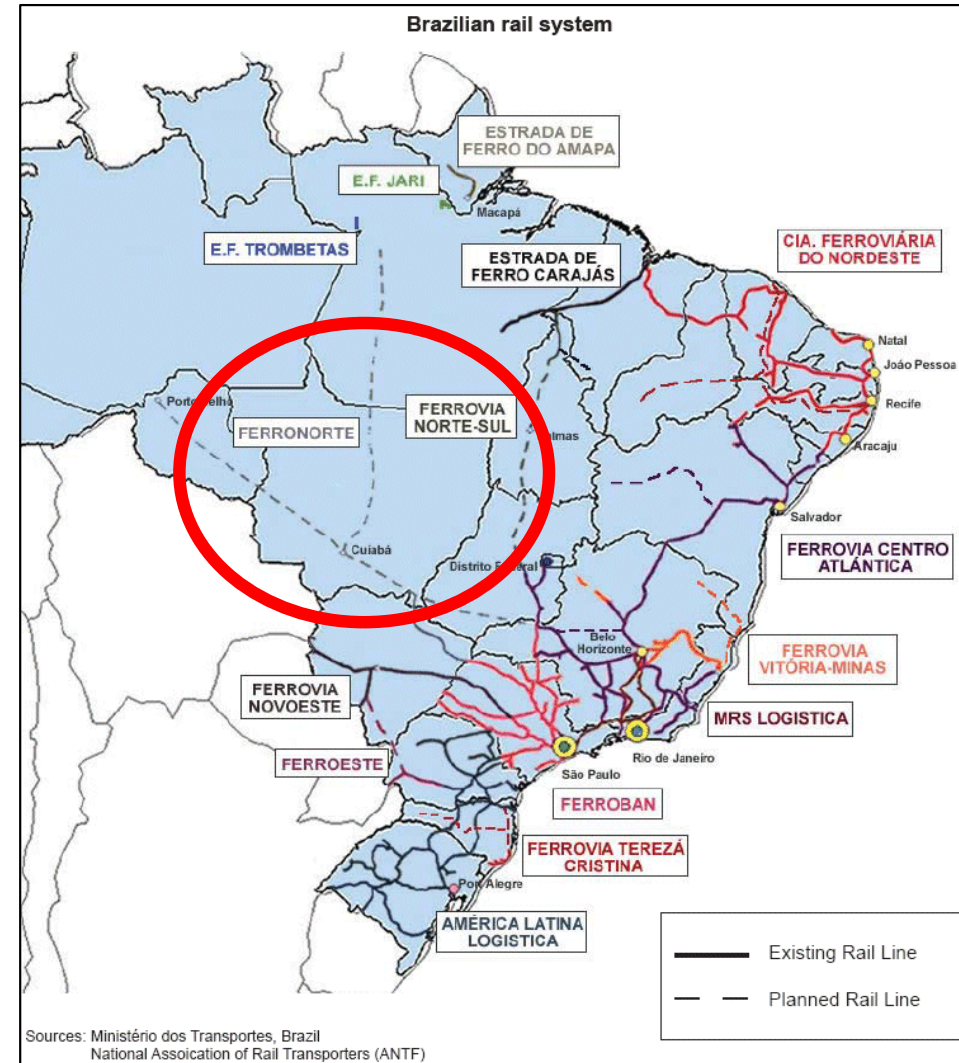 Brazilian rail system
ESTRADA DE
FERRO DO AMAPA
E.F. JARI
Macapá
E.F. TROMBETAS
ESTRADA DE
FERRO CARAJÁS
CIA. FERROVIÁRIA
DO NORDESTE
Natal
João Pessoa
Recife
Aracaju
Porto Velha
FERRONORTE
FERROVIA
NORTE-SUL
Salvador
Cuiabá
Distrito Federal
FERROVIA CENTRO
ATLÁNTICA
Belo
Horizonte
FERROVIA
VITÓRIA-MINAS
FERROVIA
NOVOESTE
MRS LOGISTICA
FERROESTE
Rio de Janeiro
São Paulo
FERROBAN
FERROVIA TEREZÁ
CRISTINA
AMÉRICA LATINA
LOGISTICA
Existing Rail Line
Planned Rail Line
Sources: Ministério dos Transportes, Brazil
National Assoication of Rail Transporters (ANTF)